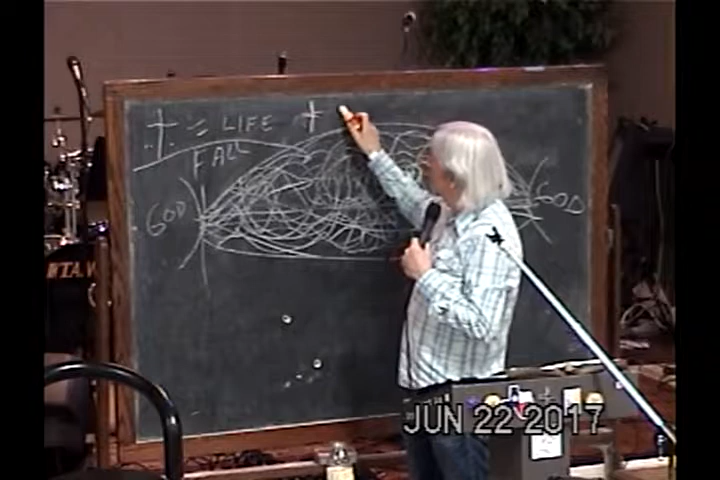 † = LIFE †
FALL
GOD
GOD
JUN 22 2017